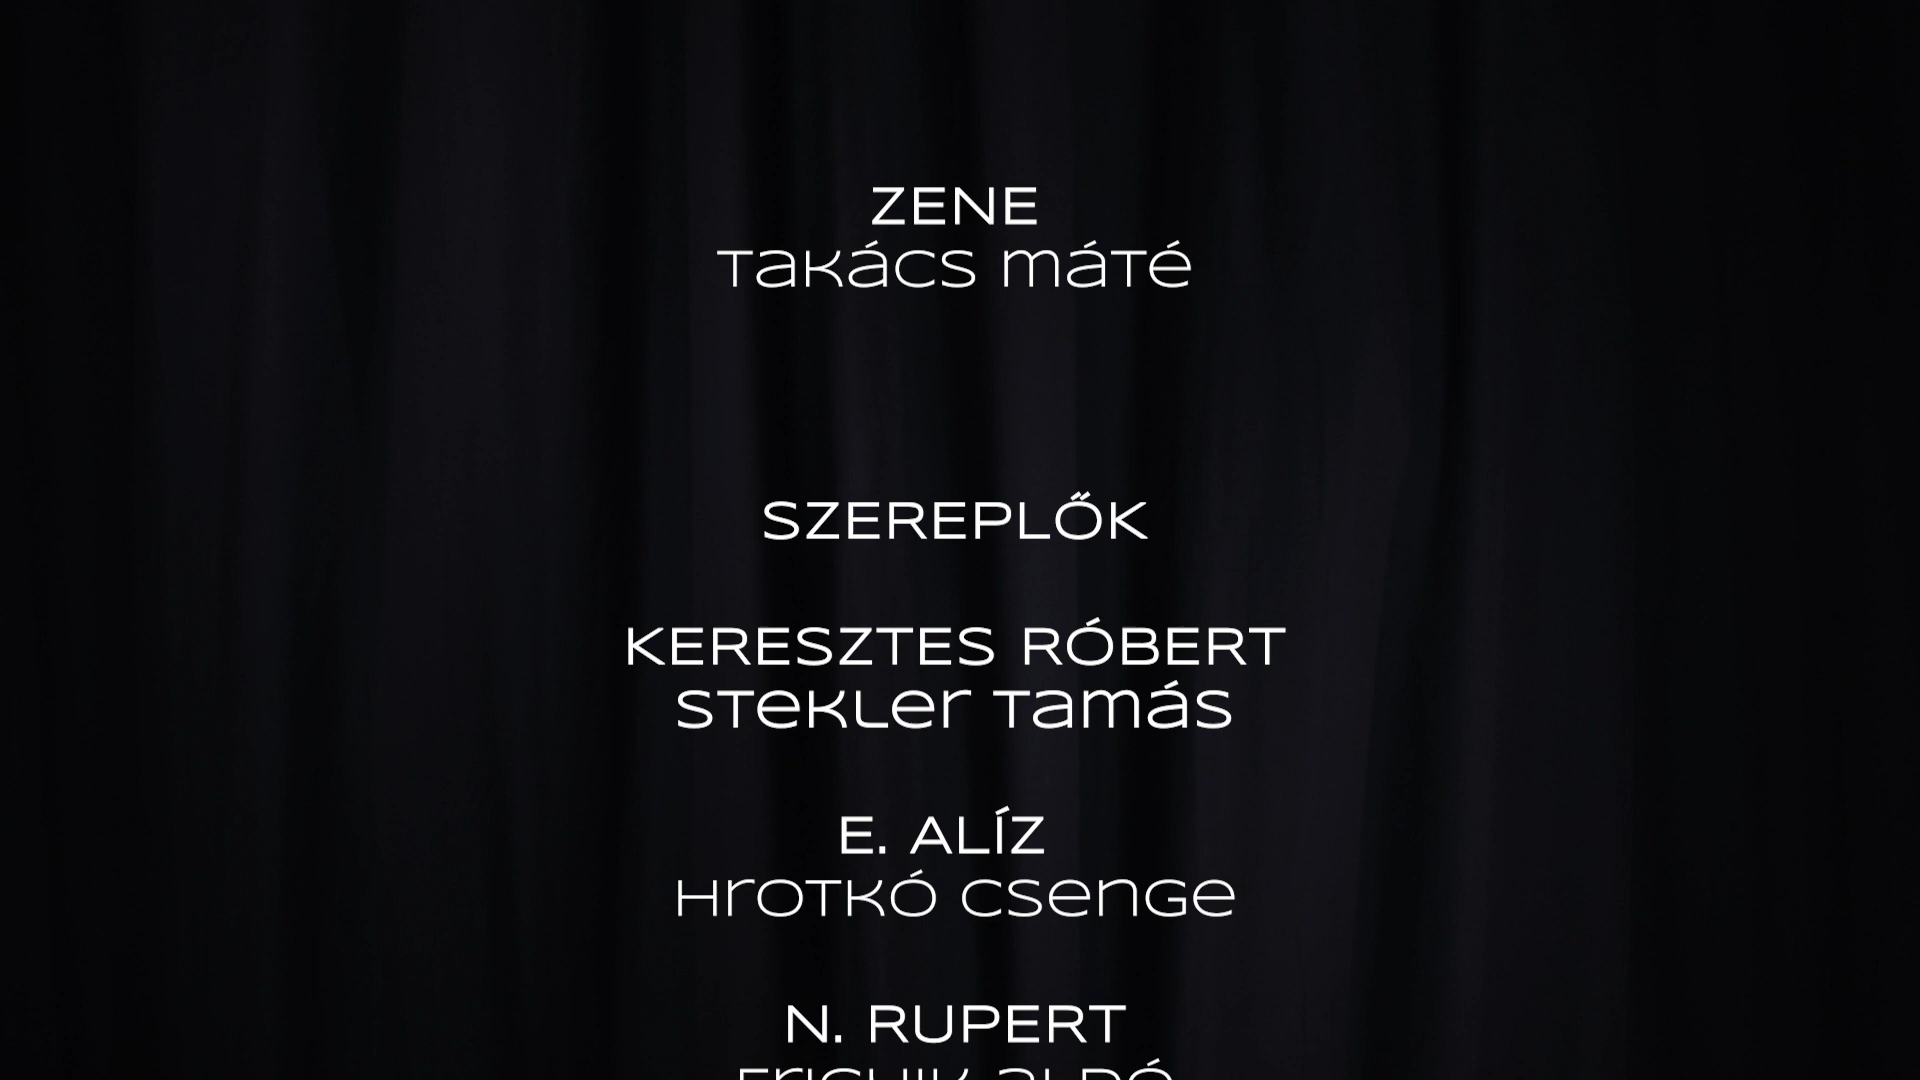 ZENE
Takács Máté
SZEREPLŐK
KERESZTES RÓBERT
Stekler Tamás
E. ALÍZ
Hrotkó Csenge
N. RUPERT